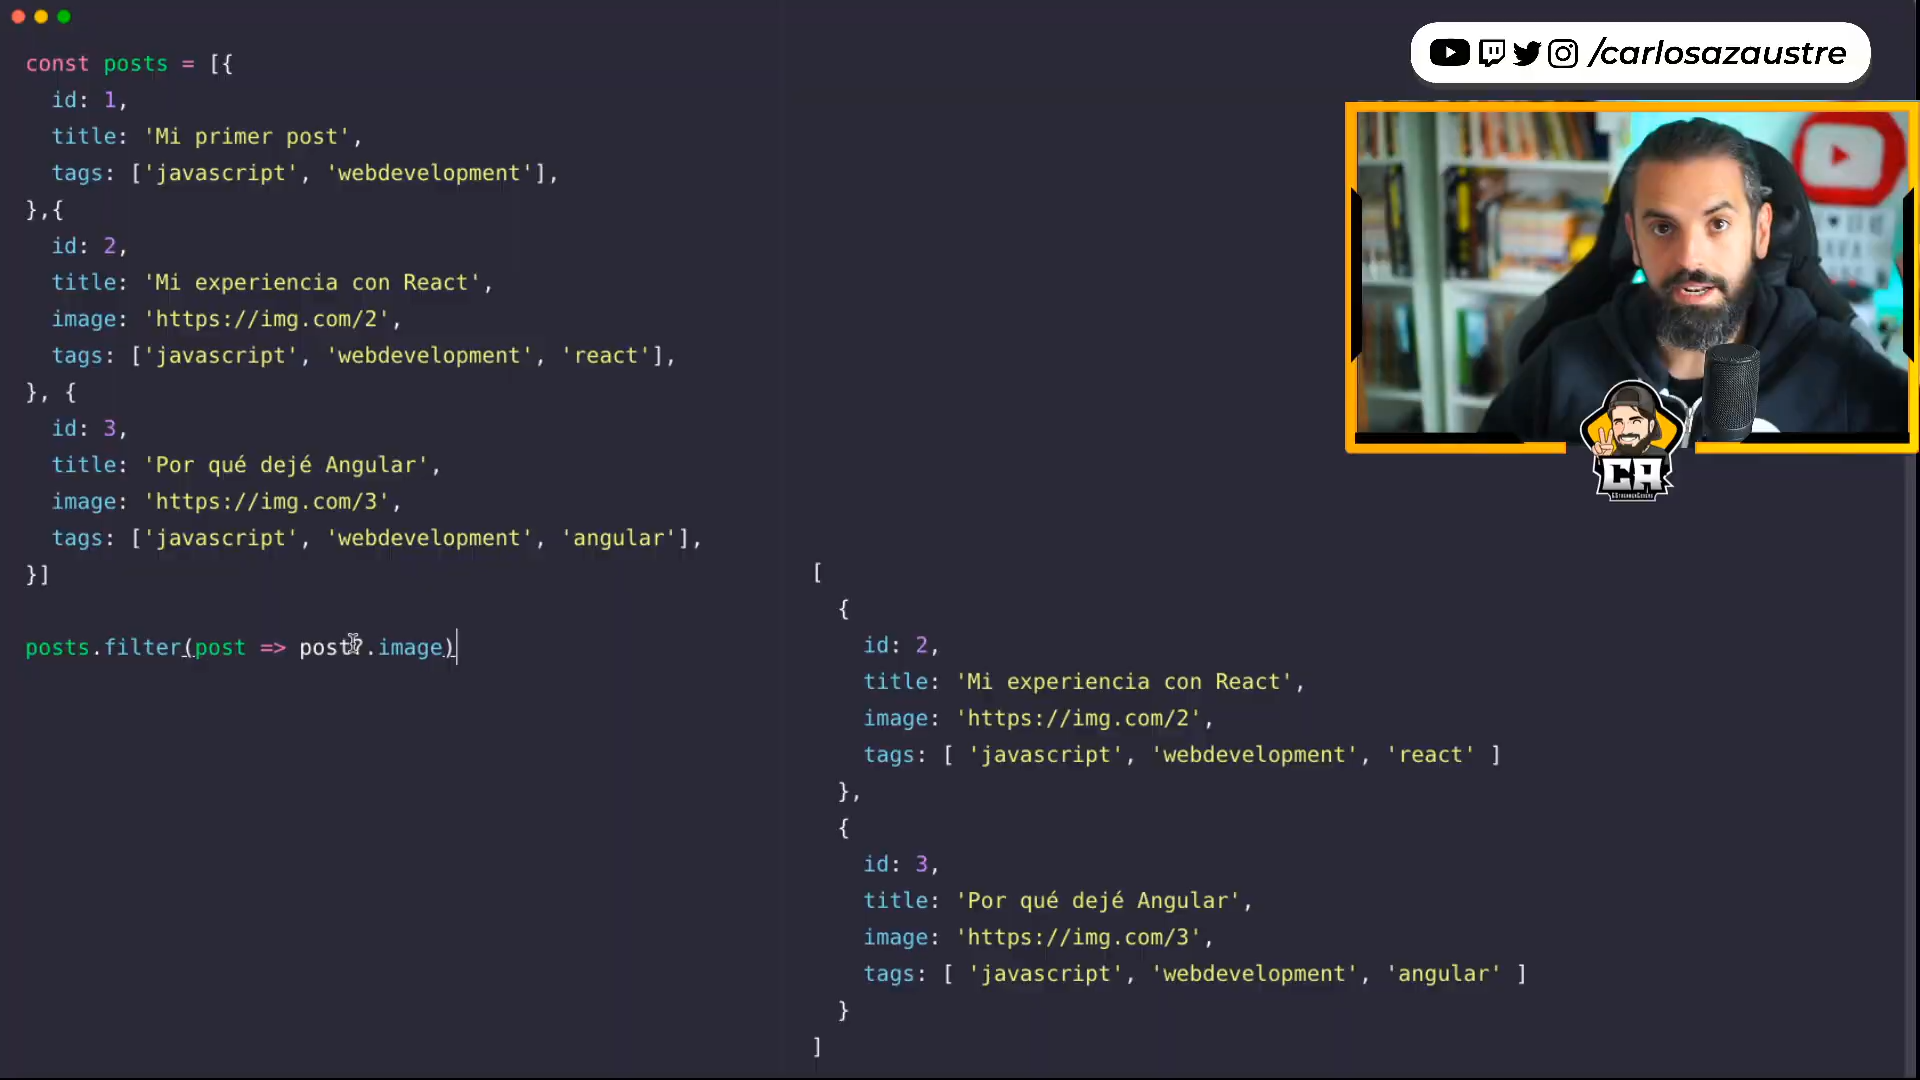 /carlosazaustre
const posts = [{
  id: 1,
  title: 'Mi primer post',
  tags: ['javascript', 'webdevelopment'],
},{
  id: 2,
  title: 'Mi experiencia con React',
  image: 'https://img.com/2',
  tags: ['javascript', 'webdevelopment', 'react'],
}, {
  id: 3,
  title: 'Por qué dejé Angular',
  image: 'https://img.com/3',
  tags: ['javascript', 'webdevelopment', 'angular'],
}]
posts.filter(post => post?.image)
[
  {
    id: 2,
    title: 'Mi experiencia con React',
    image: 'https://img.com/2',
    tags: [ 'javascript', 'webdevelopment', 'react' ]
  },
  {
    id: 3,
    title: 'Por qué dejé Angular',
    image: 'https://img.com/3',
    tags: [ 'javascript', 'webdevelopment', 'angular' ]
  }
]
CA